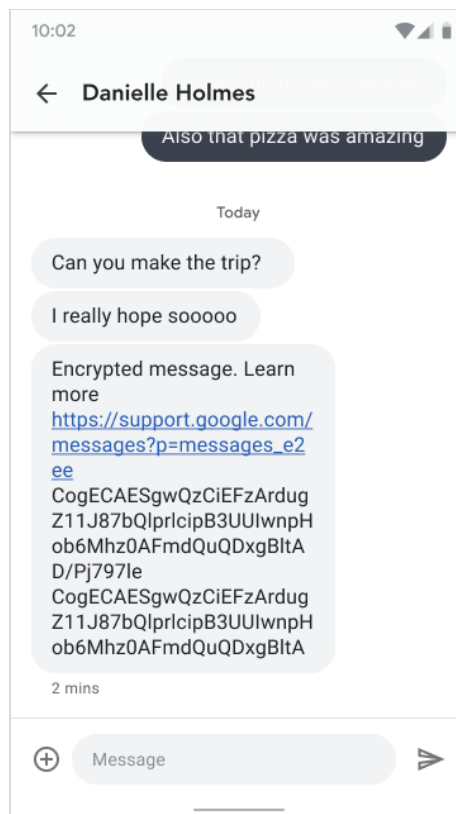 10:02
Danielle Holmes
Also that pizza was amazing
Today
Can you make the trip?
I really hope sooooo
Encrypted message. Learn
more
https://support.google.com/
messages?p=messages_e2
ee
CogECAESgwQzCiEFzArdug
Z11J87bQlprlcipB3UUIwnpH
ob6Mhz0AFmdQuQDxgBltA
D/Pj797le
CogECAESgwQzCiEFzArdug
Z11J87bQlprlcipB3UUIwnpH
ob6Mhz0AFmdQuQDxgBltA
2 mins
Message